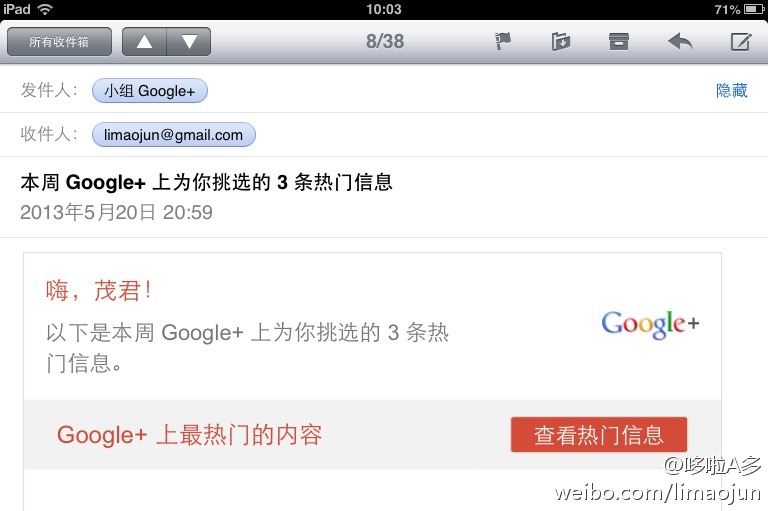 iPad 10:03 71%
所有收件箱 8/38
发件人: 小组 Google+ 隐藏
收件人: limaojun@gmail.com
本周 Google+ 上为你挑选的 3 条热门信息
2013年5月20日 20:59
嗨，茂君！
以下是本周 Google+ 上为你挑选的 3 条热
门信息。
Google+
Google+ 上最热门的内容 查看热门信息
@哆啦A多
weibo.com/limaojun